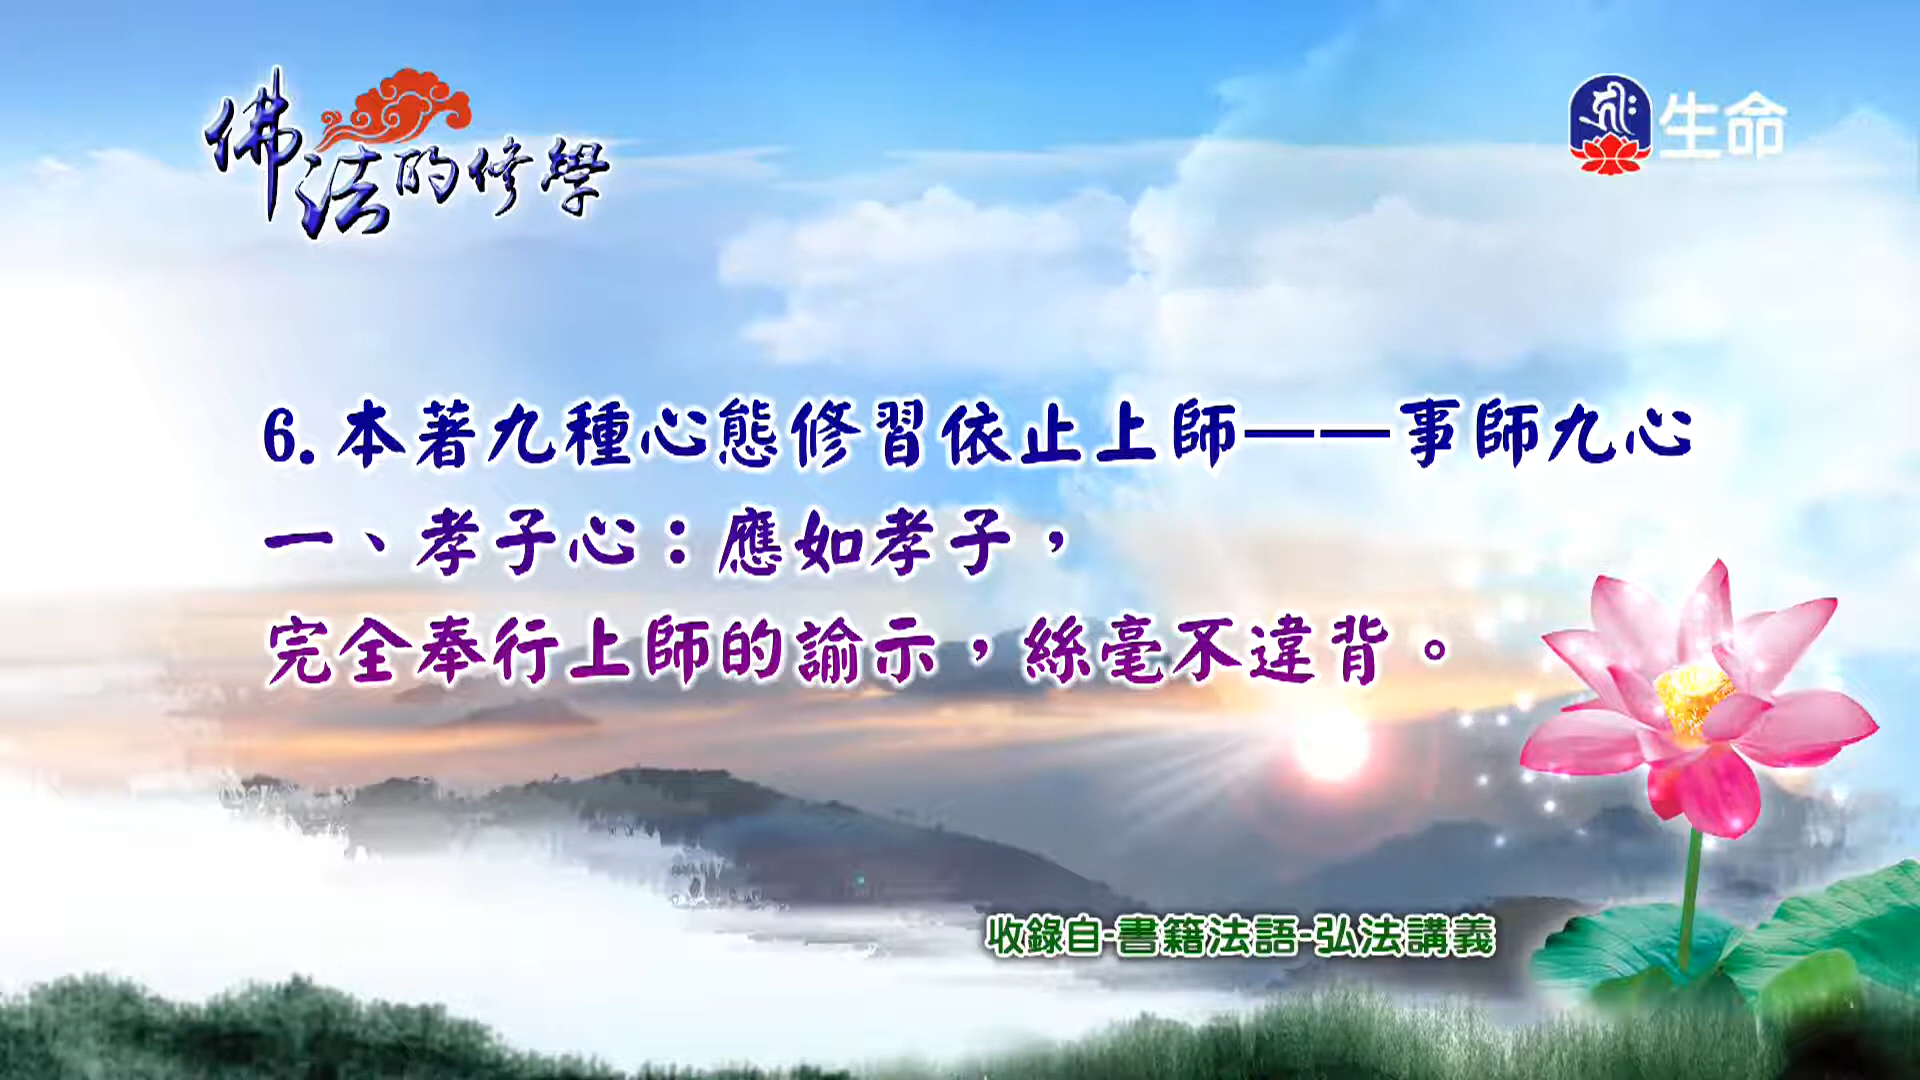 佛法的修學
生命
6.本著九種心態修習依止上師——事師九心
一、孝子心：應如孝子，
完全奉行上師的諭示，絲毫不違背。
收錄自-書籍法語-弘法講義